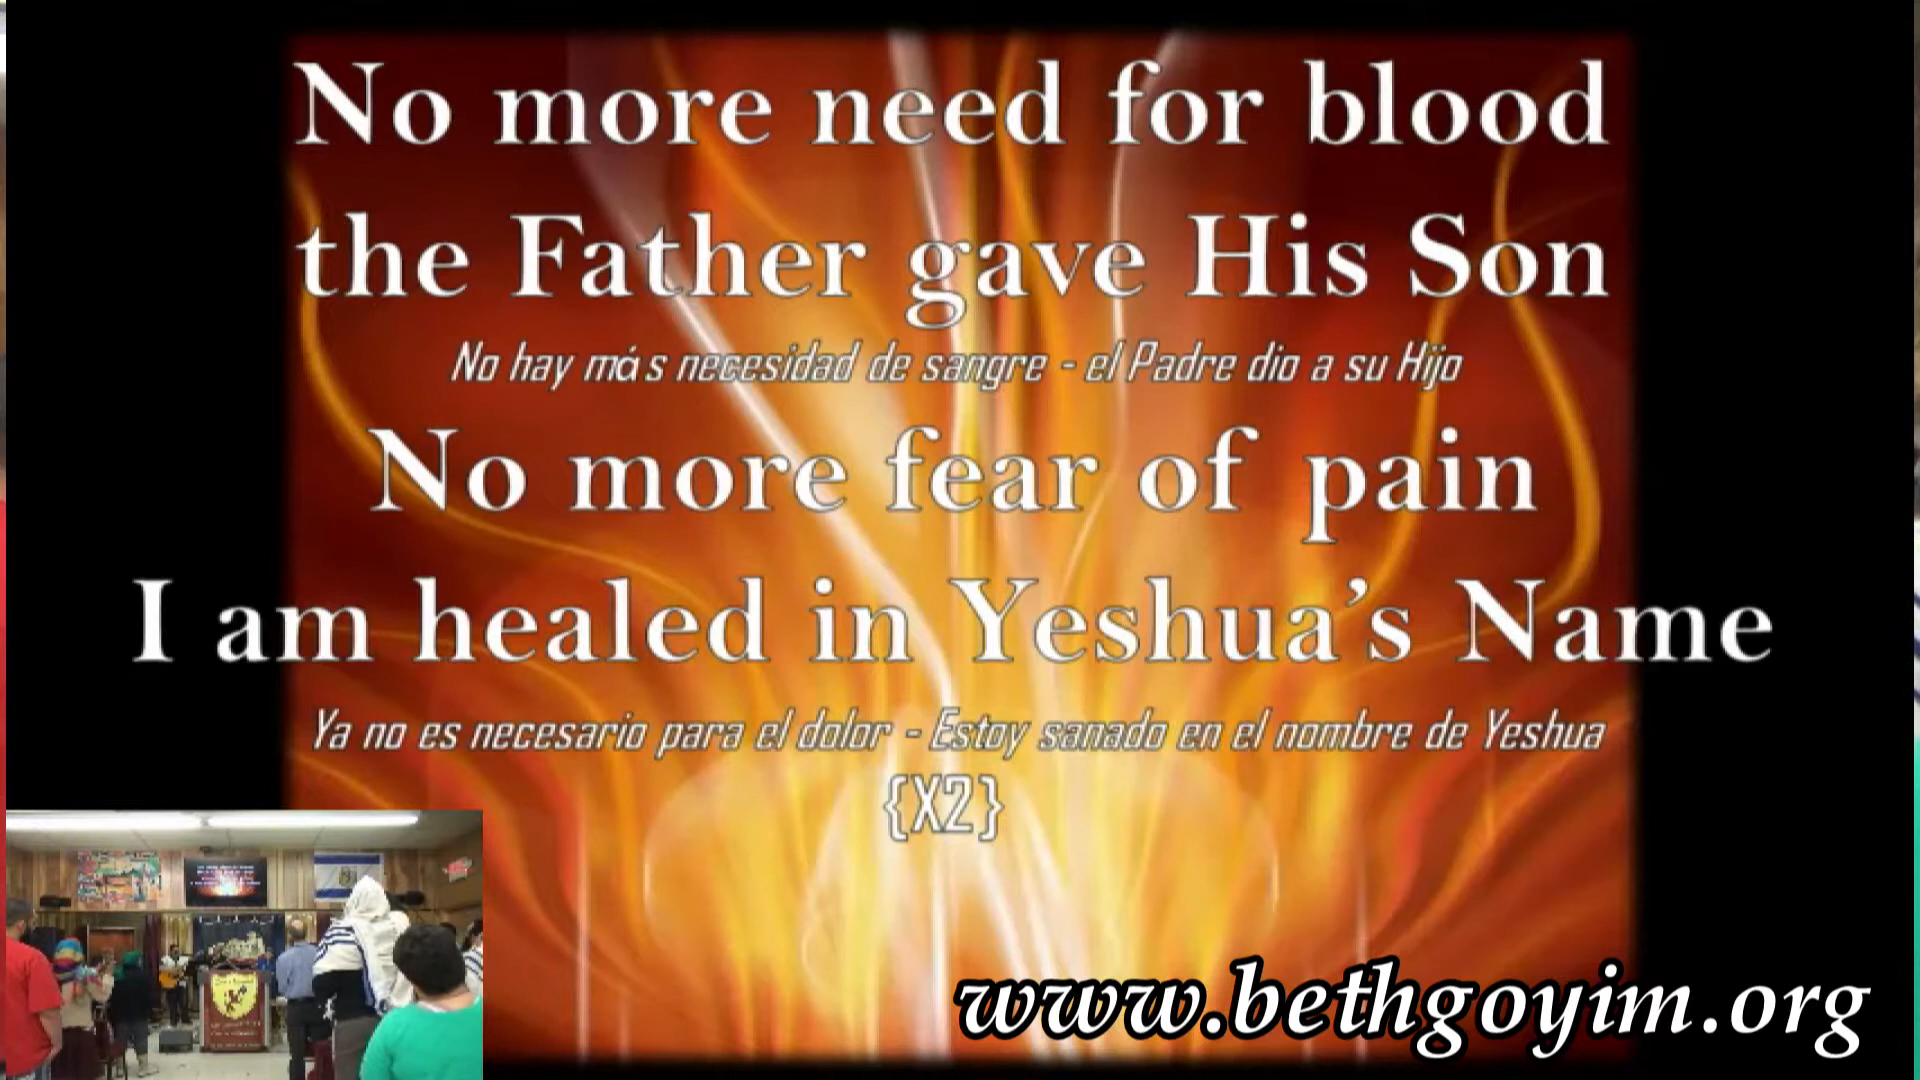 No more need for blood
the Father gave His Son
No hay más necesidad de sangre - el Padre dio a su Hijo
No more fear of pain
I am healed in Yeshua's Name
Ya no es necesario para el dolor - Estoy sanado en el nombre de Yeshua
{X2}
www.bethgoyim.org